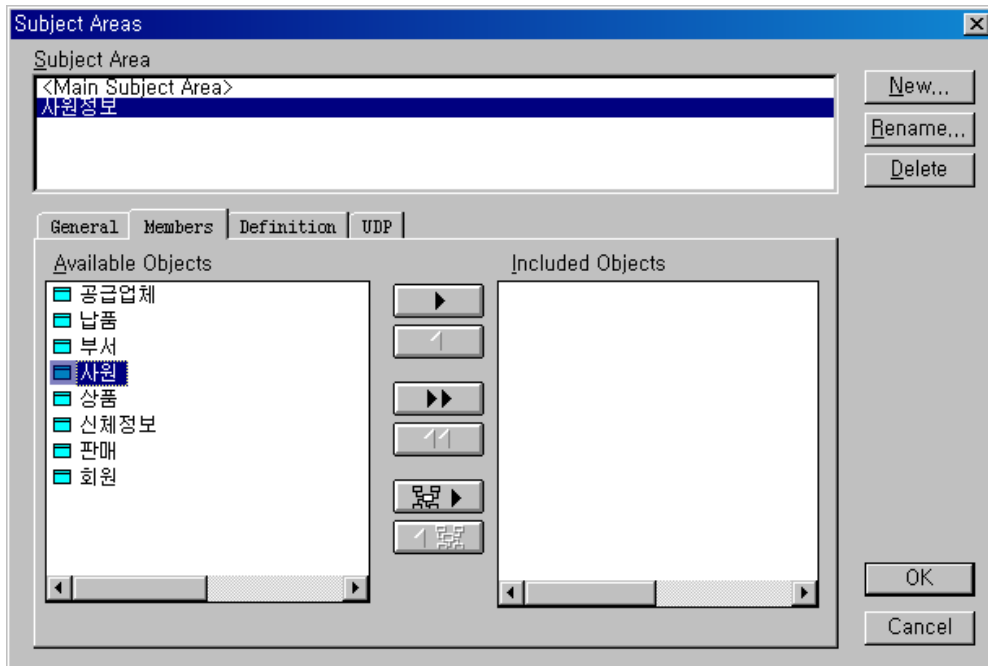 Subject Areas
Subject Area
<Main Subject Area>
사원정보
New...
Rename...
Delete
General Members Definition UDP
Available Objects
공급업체
납품
부서
사원
상품
신체정보
판매
회원
Included Objects
OK
Cancel